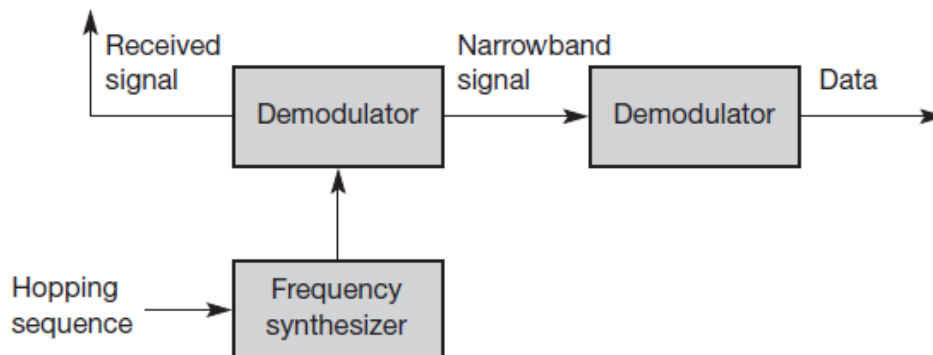 Received
signal
Demodulator
Narrowband
signal
Demodulator
Data
Hopping
sequence
Frequency
synthesizer